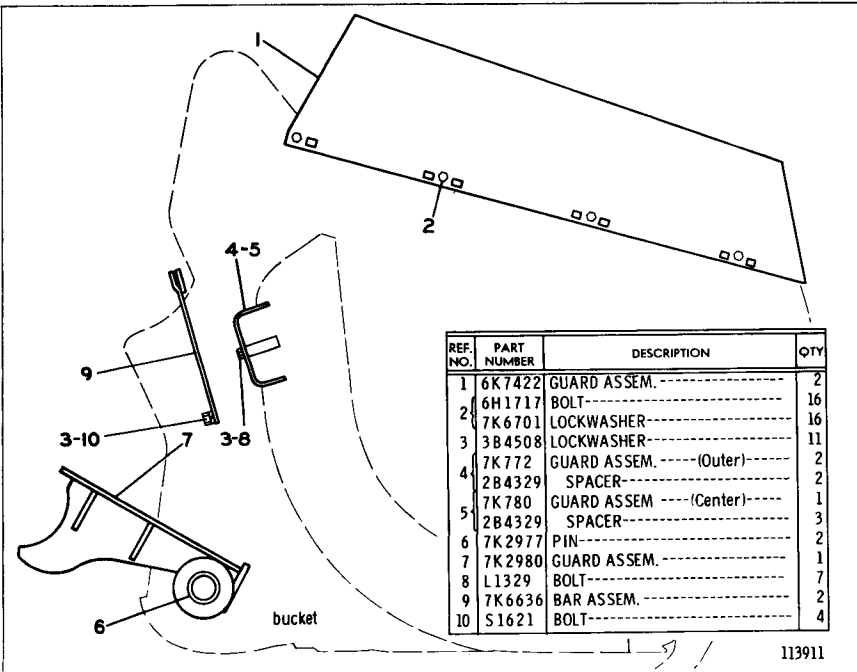 1
2
4-5
9
3-10
3-8
7
6
bucket
REF. NO. PART NUMBER DESCRIPTION QTY
1 6K7422 GUARD ASSEM. 2
2 6H1717 BOLT 16
7K6701 LOCKWASHER 16
3 3B4508 LOCKWASHER 11
4 7K772 GUARD ASSEM. (Outer) 2
2B4329 SPACER 2
5 7K780 GUARD ASSEM (Center) 1
2B4329 SPACER 3
6 7K2977 PIN 2
7 7K2980 GUARD ASSEM. 1
8 L1329 BOLT 7
9 7K6636 BAR ASSEM. 2
10 S1621 BOLT 4
113911